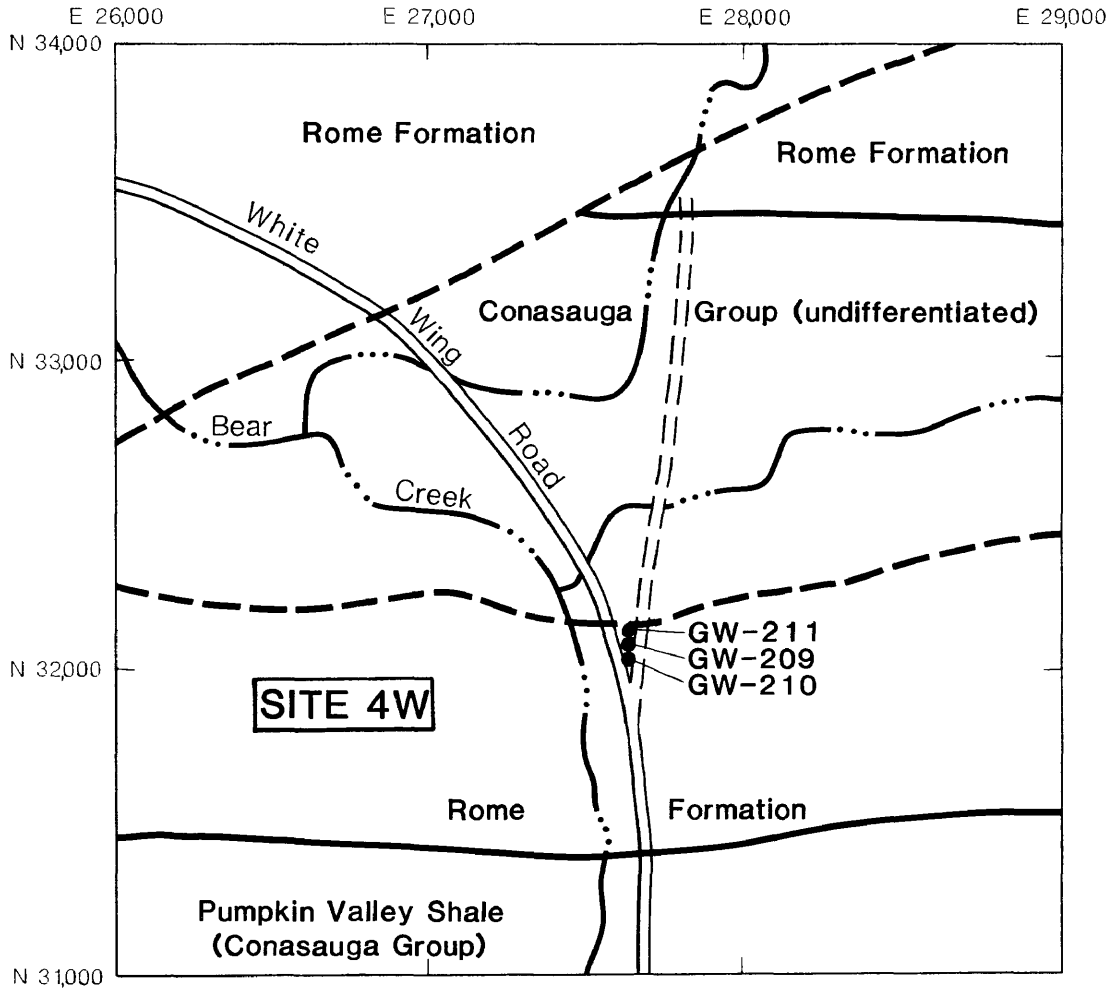 E 26,000
E 27,000
E 28,000
E 29,000
N 34,000
Rome Formation
Rome Formation
White
Wing
Road
Conasauga
Group (undifferentiated)
N 33,000
Bear
Creek
GW-211
GW-209
GW-210
N 32,000
SITE 4W
Rome
Formation
Pumpkin Valley Shale
(Conasauga Group)
N 31,000